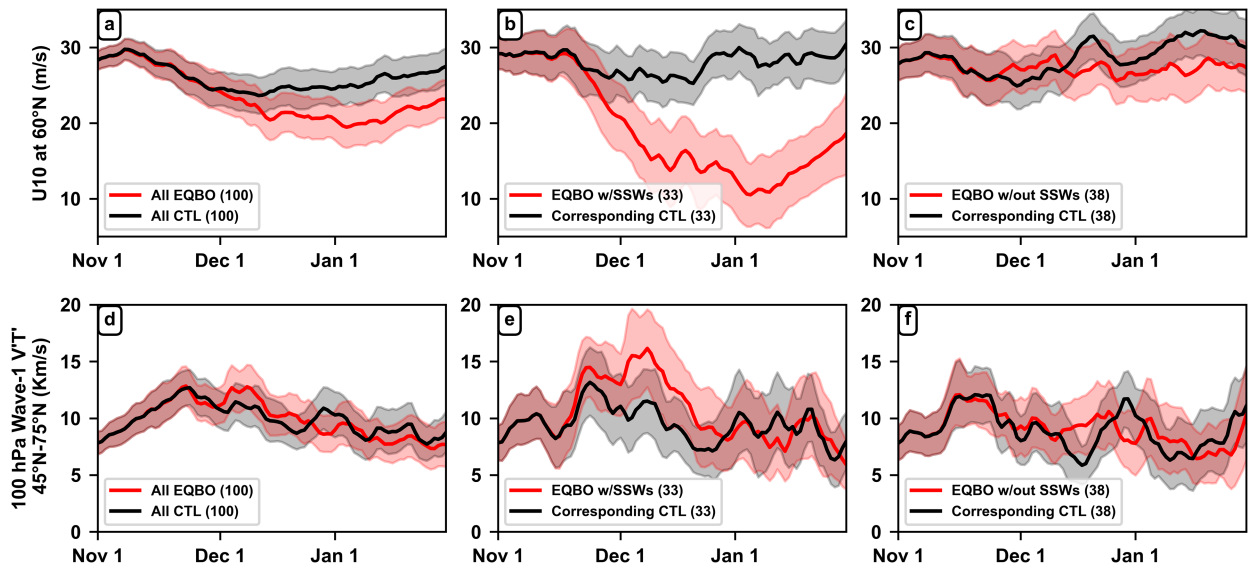 U10 at 60°N (m/s)
a
30
20
10
All EQBO (100)
All CTL (100)
Nov 1
Dec 1
Jan 1
b
30
20
10
EQBO w/SSWs (33)
Corresponding CTL (33)
Nov 1
Dec 1
Jan 1
c
30
20
10
EQBO w/out SSWs (38)
Corresponding CTL (38)
Nov 1
Dec 1
Jan 1
100 hPa Wave-1 V'T'
45°N-75°N (Km/s)
d
20
15
10
5
0
All EQBO (100)
All CTL (100)
Nov 1
Dec 1
Jan 1
e
20
15
10
5
0
EQBO w/SSWs (33)
Corresponding CTL (33)
Nov 1
Dec 1
Jan 1
f
20
15
10
5
0
EQBO w/out SSWs (38)
Corresponding CTL (38)
Nov 1
Dec 1
Jan 1